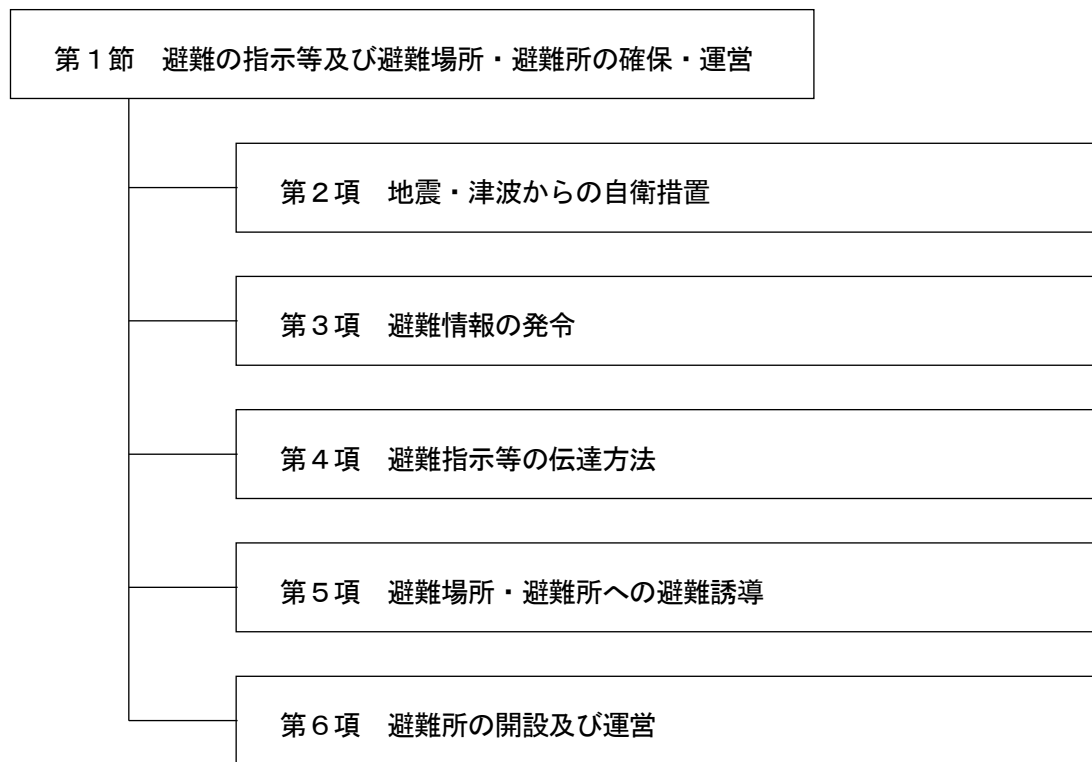 第1節　避難の指示等及び避難場所・避難所の確保・運営
第2項　地震・津波からの自衛措置
第3項　避難情報の発令
第4項　避難指示等の伝達方法
第5項　避難場所・避難所への避難誘導
第6項　避難所の開設及び運営